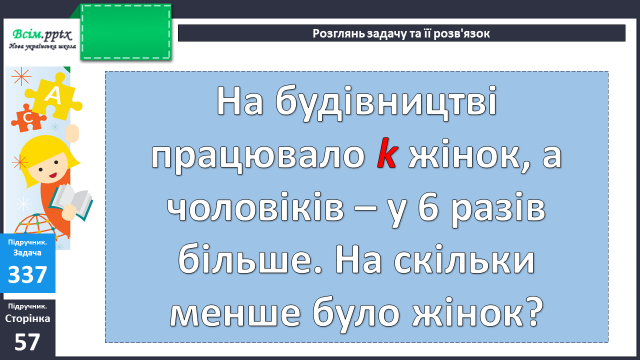 Всім.pptx
Нова українська школа
Розглянь задачу та її розв'язок
А
С
На будівництві
працювало k жінок, а
чоловіків – у 6 разів
більше. На скільки
менше було жінок?
Підручник.
Задача
337
Підручник.
Сторінка
57